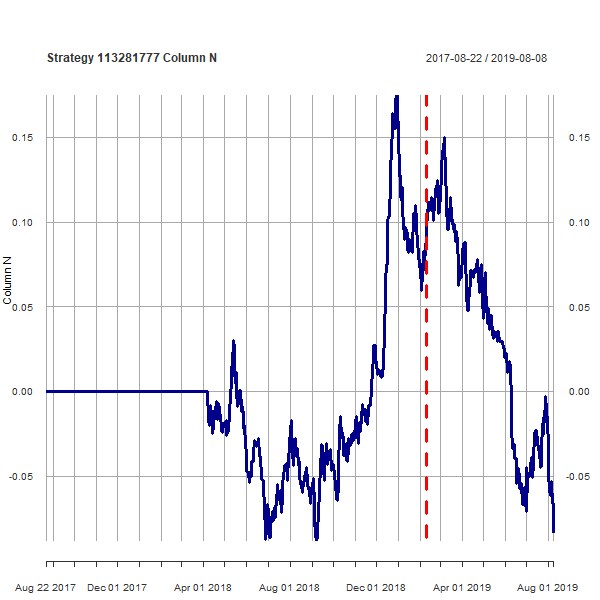 Strategy 113281777 Column N
2017-08-22 / 2019-08-08
0.15
0.15
0.10
0.10
Column N
0.05
0.05
0.00
0.00
-0.05
-0.05
Aug 22 2017
Dec 01 2017
Apr 01 2018
Aug 01 2018
Dec 01 2018
Apr 01 2019
Aug 01 2019